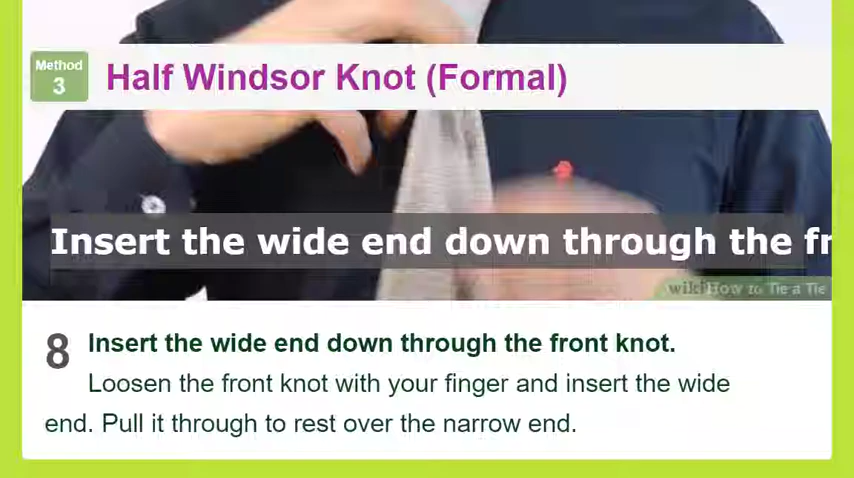 Method
3
Half Windsor Knot (Formal)
Insert the wide end down through the fr
wikiHow to Tie a Tie
8
Insert the wide end down through the front knot.
Loosen the front knot with your finger and insert the wide
end. Pull it through to rest over the narrow end.